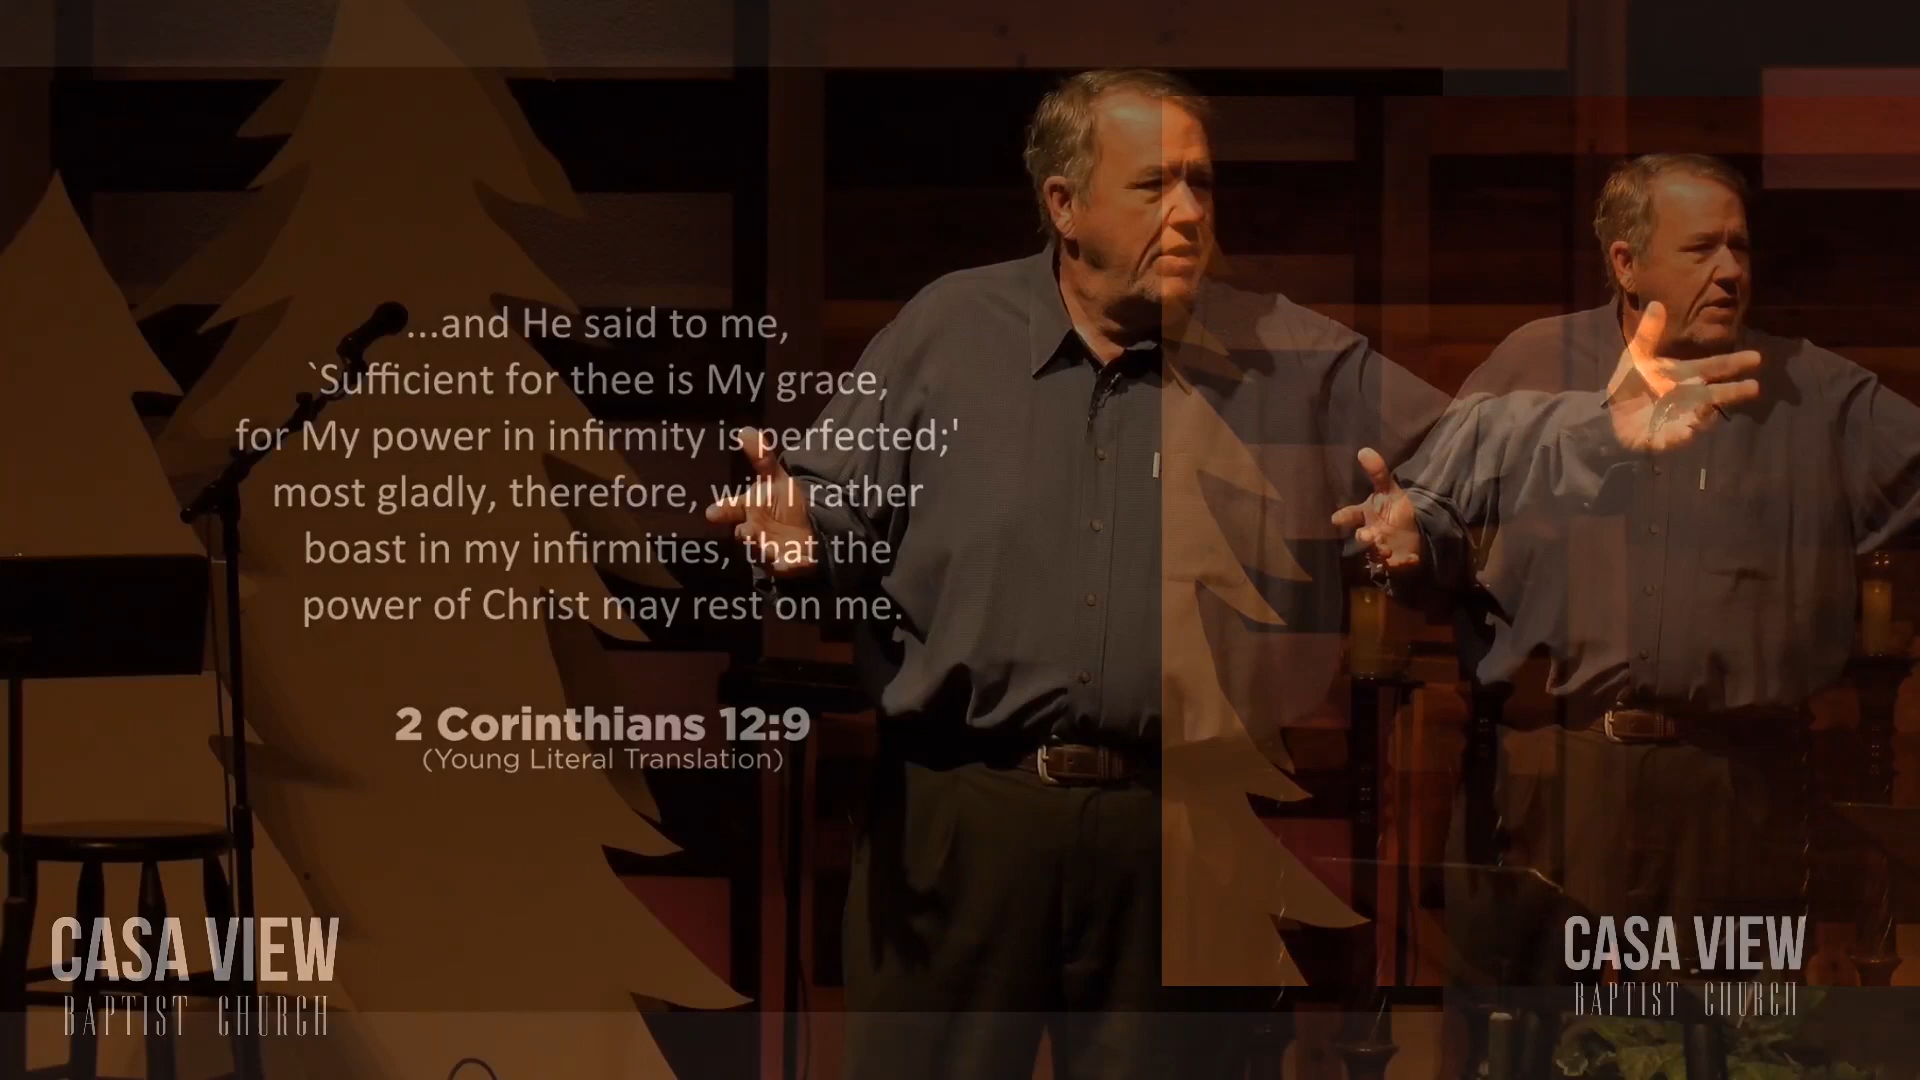 ...and He said to me,
`Sufficient for thee is My grace,
for My power in infirmity is perfected;'
most gladly, therefore, will I rather
boast in my infirmities, that the
power of Christ may rest on me.
2 Corinthians 12:9
(Young Literal Translation)
CASA VIEW
BAPTIST CHURCH
CASA VIEW
BAPTIST CHURCH